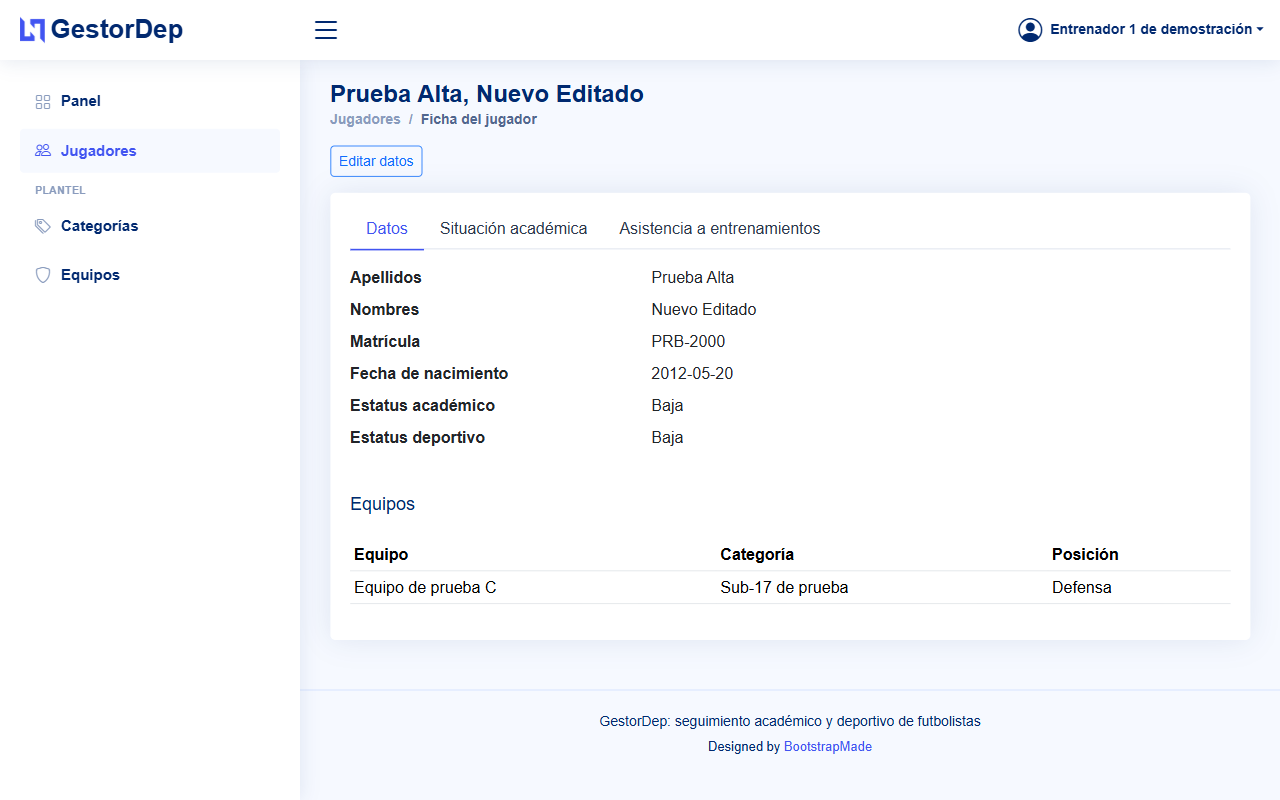 GestorDep
Entrenador 1 de demostración
Panel
Jugadores
PLANTEL
Categorías
Equipos
Prueba Alta, Nuevo Editado
Jugadores / Ficha del jugador
Editar datos
Datos Situación académica Asistencia a entrenamientos
Apellidos Prueba Alta
Nombres Nuevo Editado
Matrícula PRB-2000
Fecha de nacimiento 2012-05-20
Estatus académico Baja
Estatus deportivo Baja
Equipos
Equipo Categoría Posición
Equipo de prueba C Sub-17 de prueba Defensa
GestorDep: seguimiento académico y deportivo de futbolistas
Designed by BootstrapMade